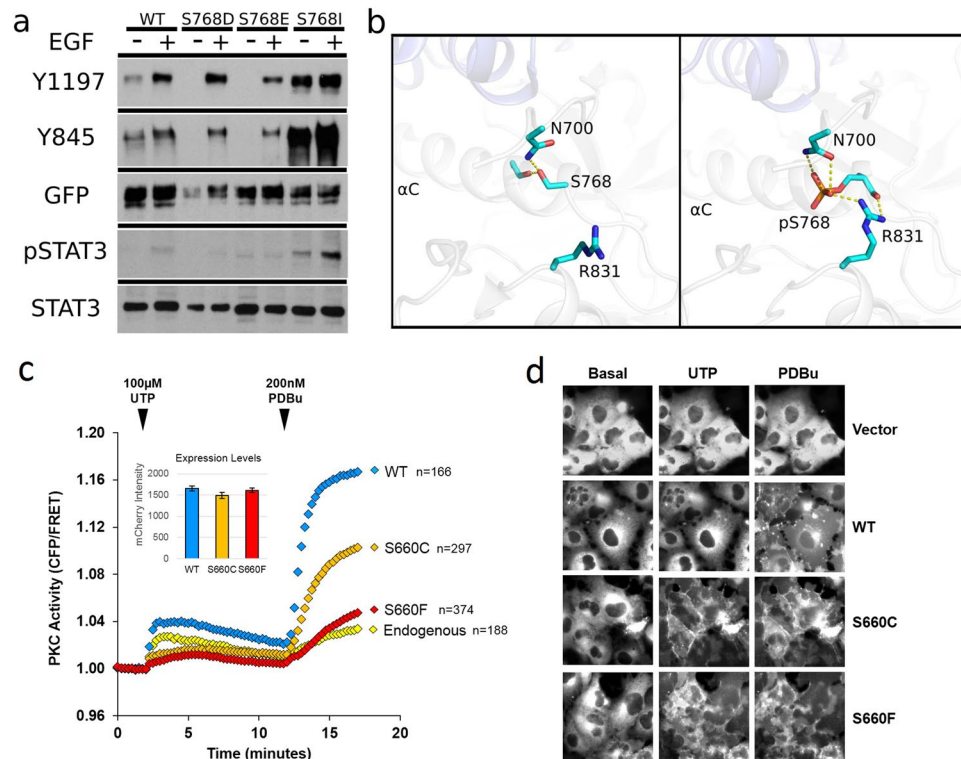 a
WT S768D S768E S768I
EGF - + - + - + - +
Y1197
Y845
GFP
pSTAT3
STAT3
b
N700
S768
αC
R831
N700
αC
pS768
R831
c
100µM
UTP
200nM
PDBu
PKC Activity (CFP/FRET)
1.20
1.16
1.12
1.08
1.04
1.00
0.96
0 5 10 15 20
Time (minutes)
Expression Levels
mCherry Intensity
2000
1500
1000
500
0
WT S660C S660F
WT n=166
S660C n=297
S660F n=374
Endogenous n=188
d
Basal UTP PDBu
Vector
WT
S660C
S660F